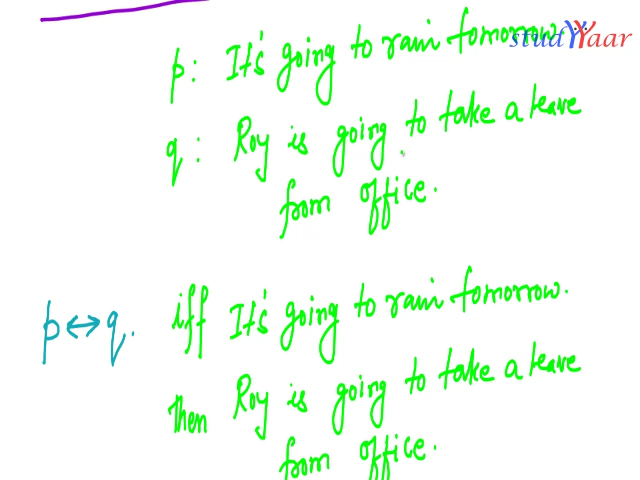 p: It's going to rain tomorrow.
studYYaar
q: Roy is going to take a leave
from office.
p↔q. iff It's going to rain tomorrow.
Then Roy is going to take a leave
from office.